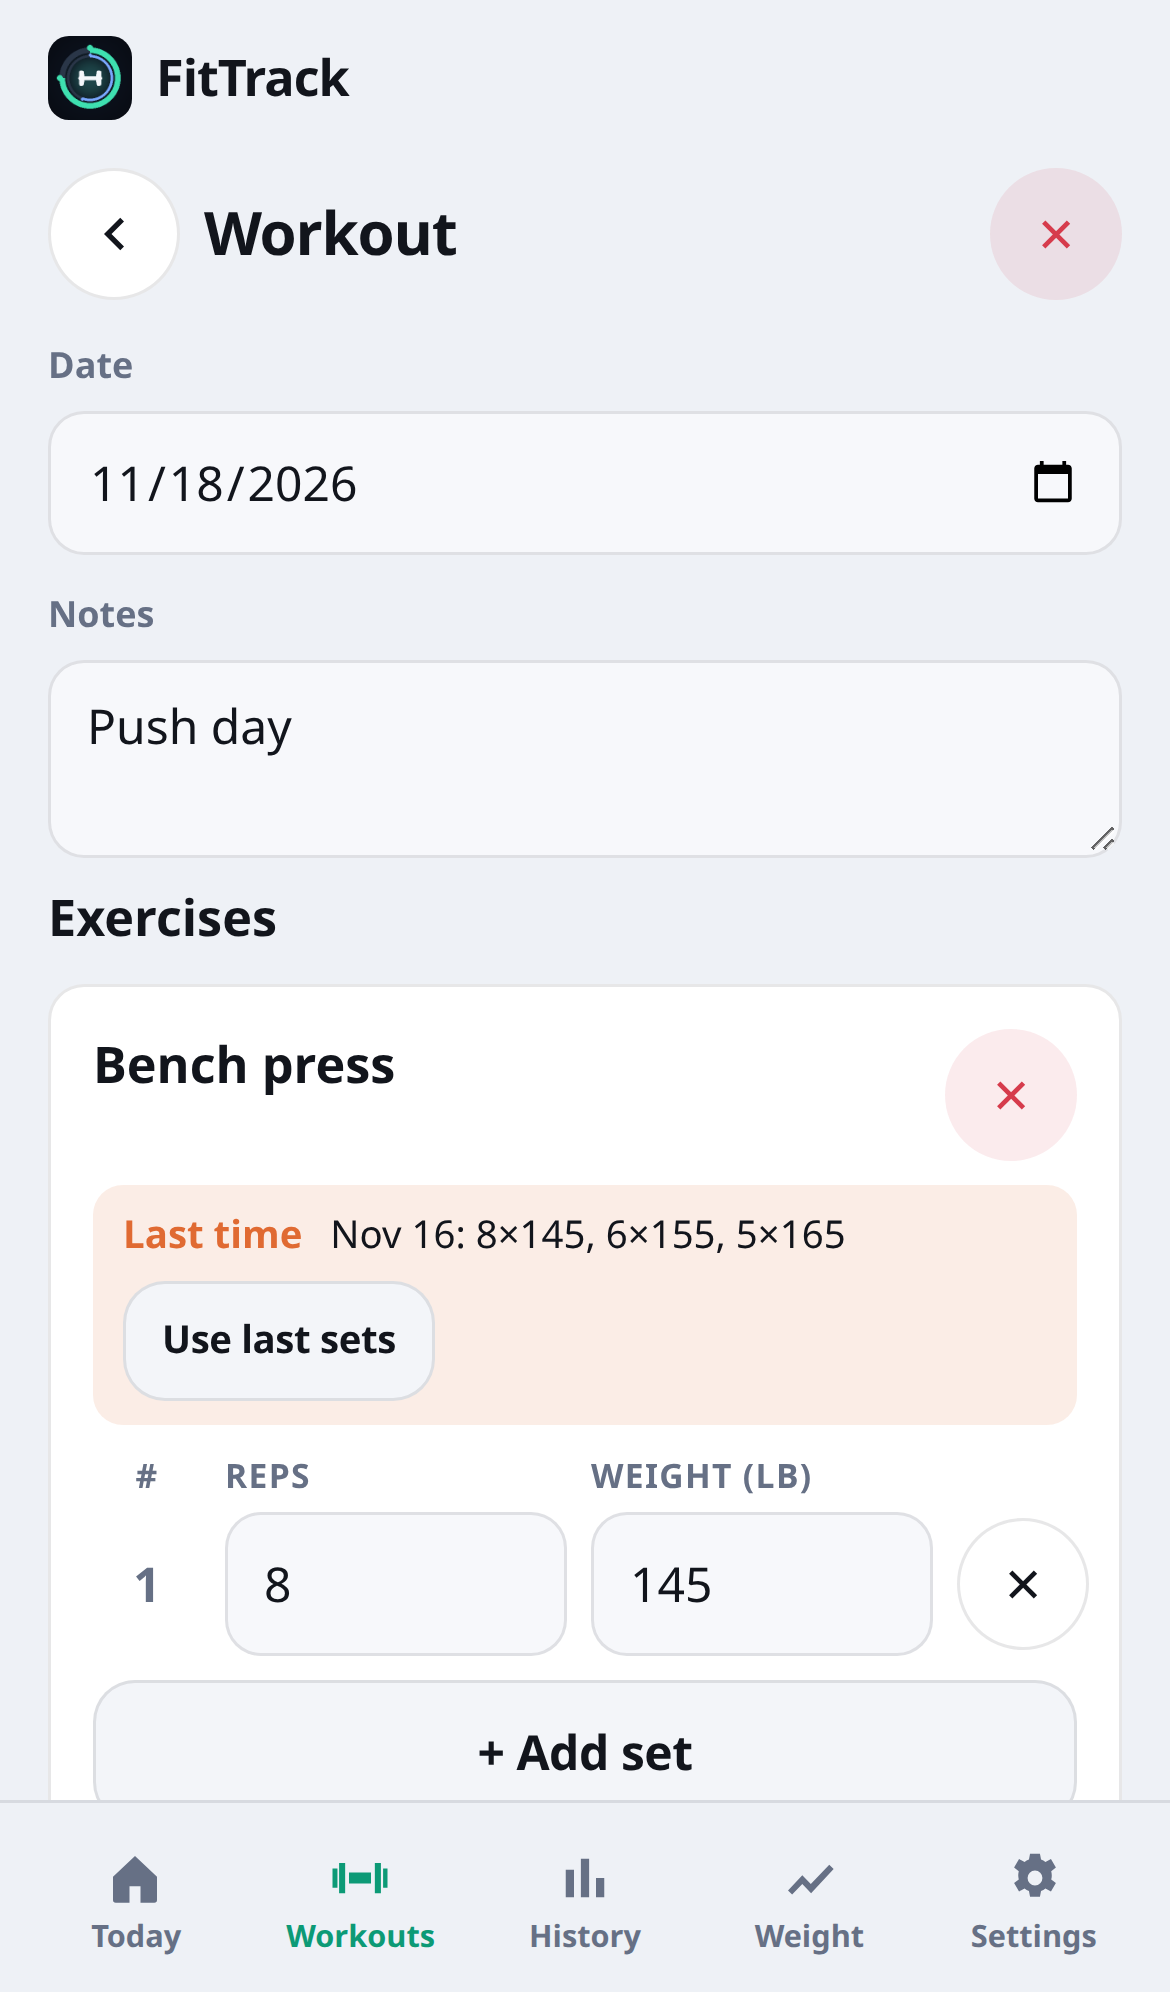 FitTrack
Workout
Date
11/18/2026
Notes
Push day
Exercises
Bench press
Last time Nov 16: 8×145, 6×155, 5×165
Use last sets
# REPS WEIGHT (LB)
1 8 145
+ Add set
Today Workouts History Weight Settings